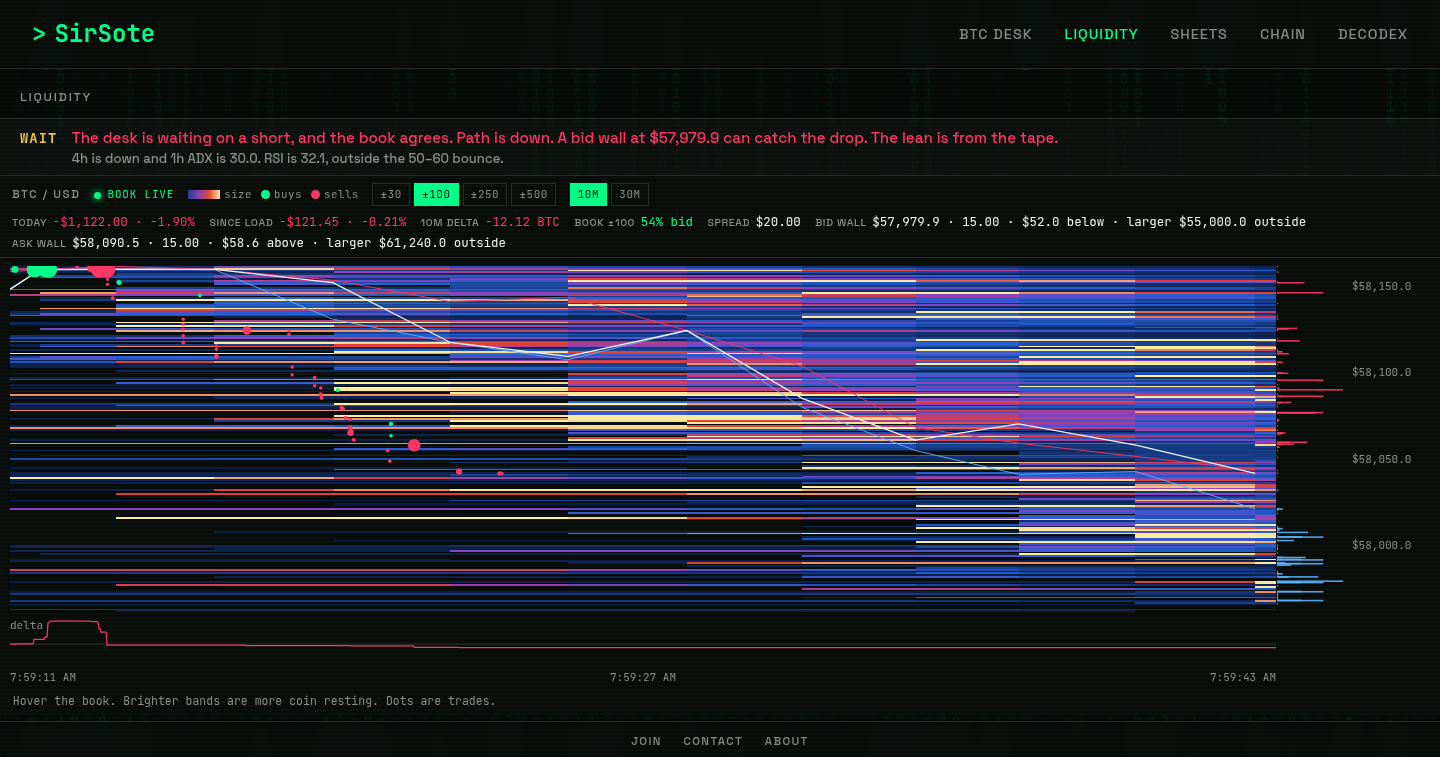 > SirSote
BTC DESK LIQUIDITY SHEETS CHAIN DECODEX
LIQUIDITY
WAIT The desk is waiting on a short, and the book agrees. Path is down. A bid wall at $57,979.9 can catch the drop. The lean is from the tape.
4h is down and 1h ADX is 30.0. RSI is 32.1, outside the 50–60 bounce.
BTC / USD BOOK LIVE size buys sells ±30 ±100 ±250 ±500 10M 30M
TODAY -$1,122.00 · -1.90% SINCE LOAD -$121.45 · -0.21% 10M DELTA -12.12 BTC BOOK ±100 54% bid SPREAD $20.00 BID WALL $57,979.9 · 15.00 · $52.0 below · larger $55,000.0 outside
ASK WALL $58,090.5 · 15.00 · $58.6 above · larger $61,240.0 outside
$58,150.0
$58,100.0
$58,050.0
$58,000.0
delta
7:59:11 AM 7:59:27 AM 7:59:43 AM
Hover the book. Brighter bands are more coin resting. Dots are trades.
JOIN CONTACT ABOUT